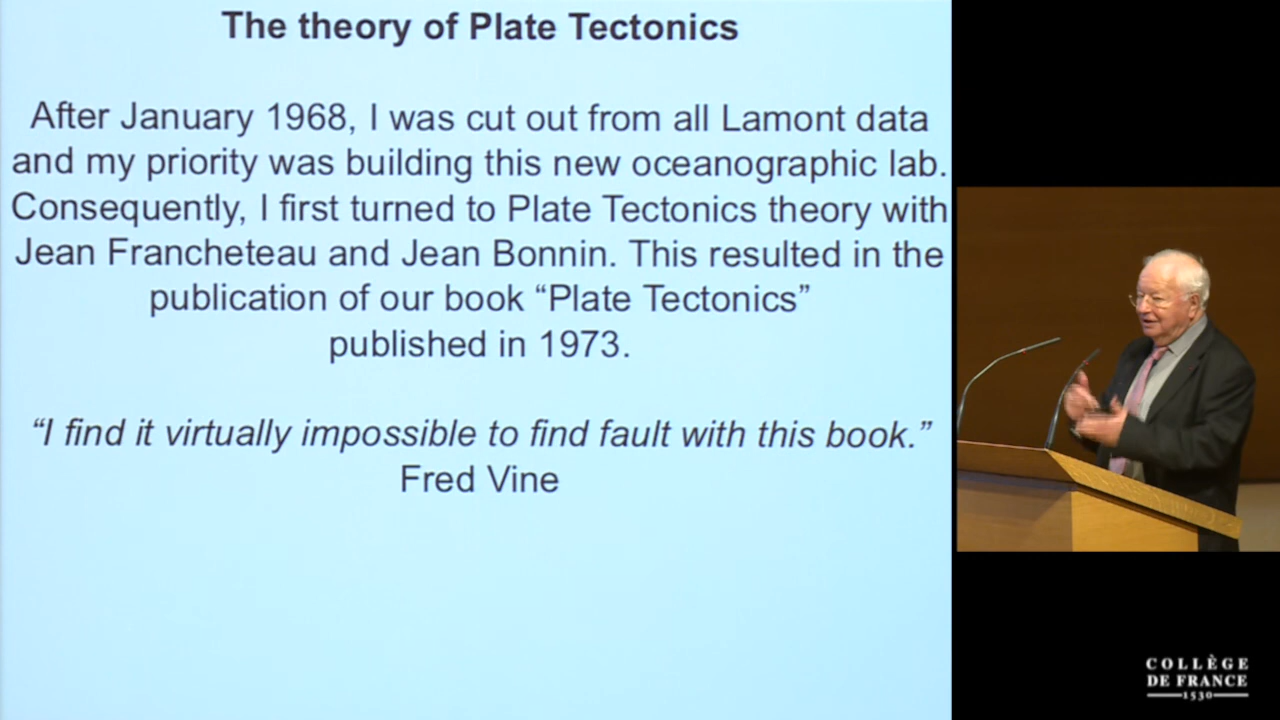 The theory of Plate Tectonics
After January 1968, I was cut out from all Lamont data
and my priority was building this new oceanographic lab.
Consequently, I first turned to Plate Tectonics theory with
Jean Francheteau and Jean Bonnin. This resulted in the
publication of our book “Plate Tectonics”
published in 1973.
“I find it virtually impossible to find fault with this book.”
Fred Vine
COLLÈGE
DE FRANCE
1530